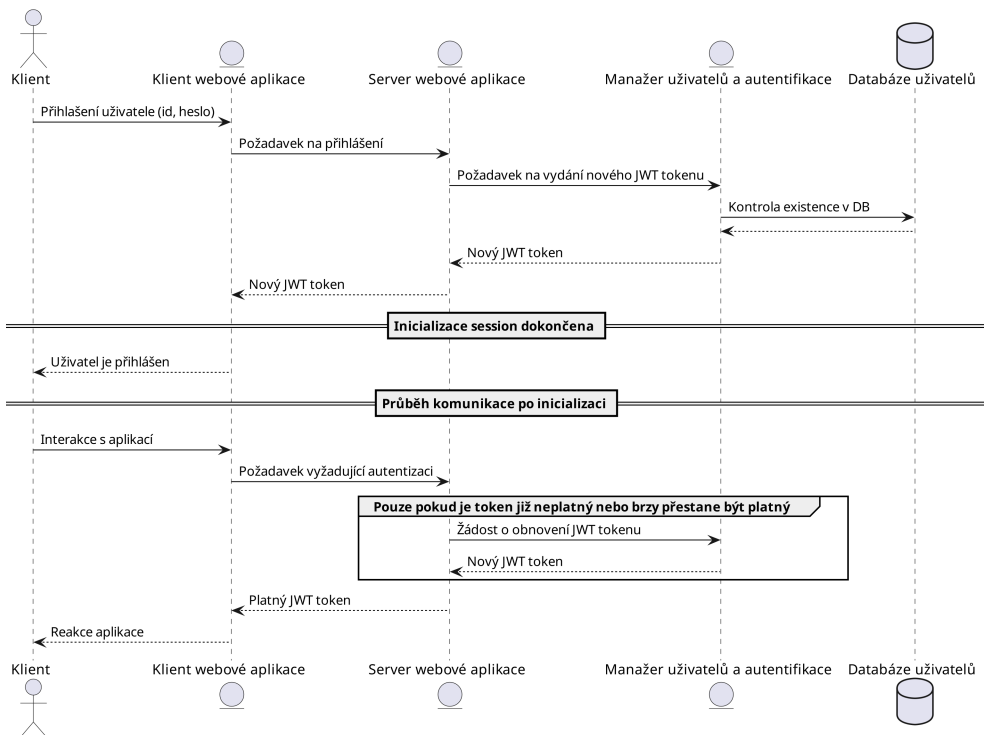 Klient
Klient webové aplikace
Server webové aplikace
Manažer uživatelů a autentifikace
Databáze uživatelů
Přihlašení uživatele (id, heslo)
Požadavek na přihlášení
Požadavek na vydání nového JWT tokenu
Kontrola existence v DB
Nový JWT token
Nový JWT token
Inicializace session dokončena
Uživatel je přihlášen
Průběh komunikace po inicializaci
Interakce s aplikací
Požadavek vyžadující autentizaci
Pouze pokud je token již neplatný nebo brzy přestane být platný
Žádost o obnovení JWT tokenu
Nový JWT token
Platný JWT token
Reakce aplikace
Klient
Klient webové aplikace
Server webové aplikace
Manažer uživatelů a autentifikace
Databáze uživatelů